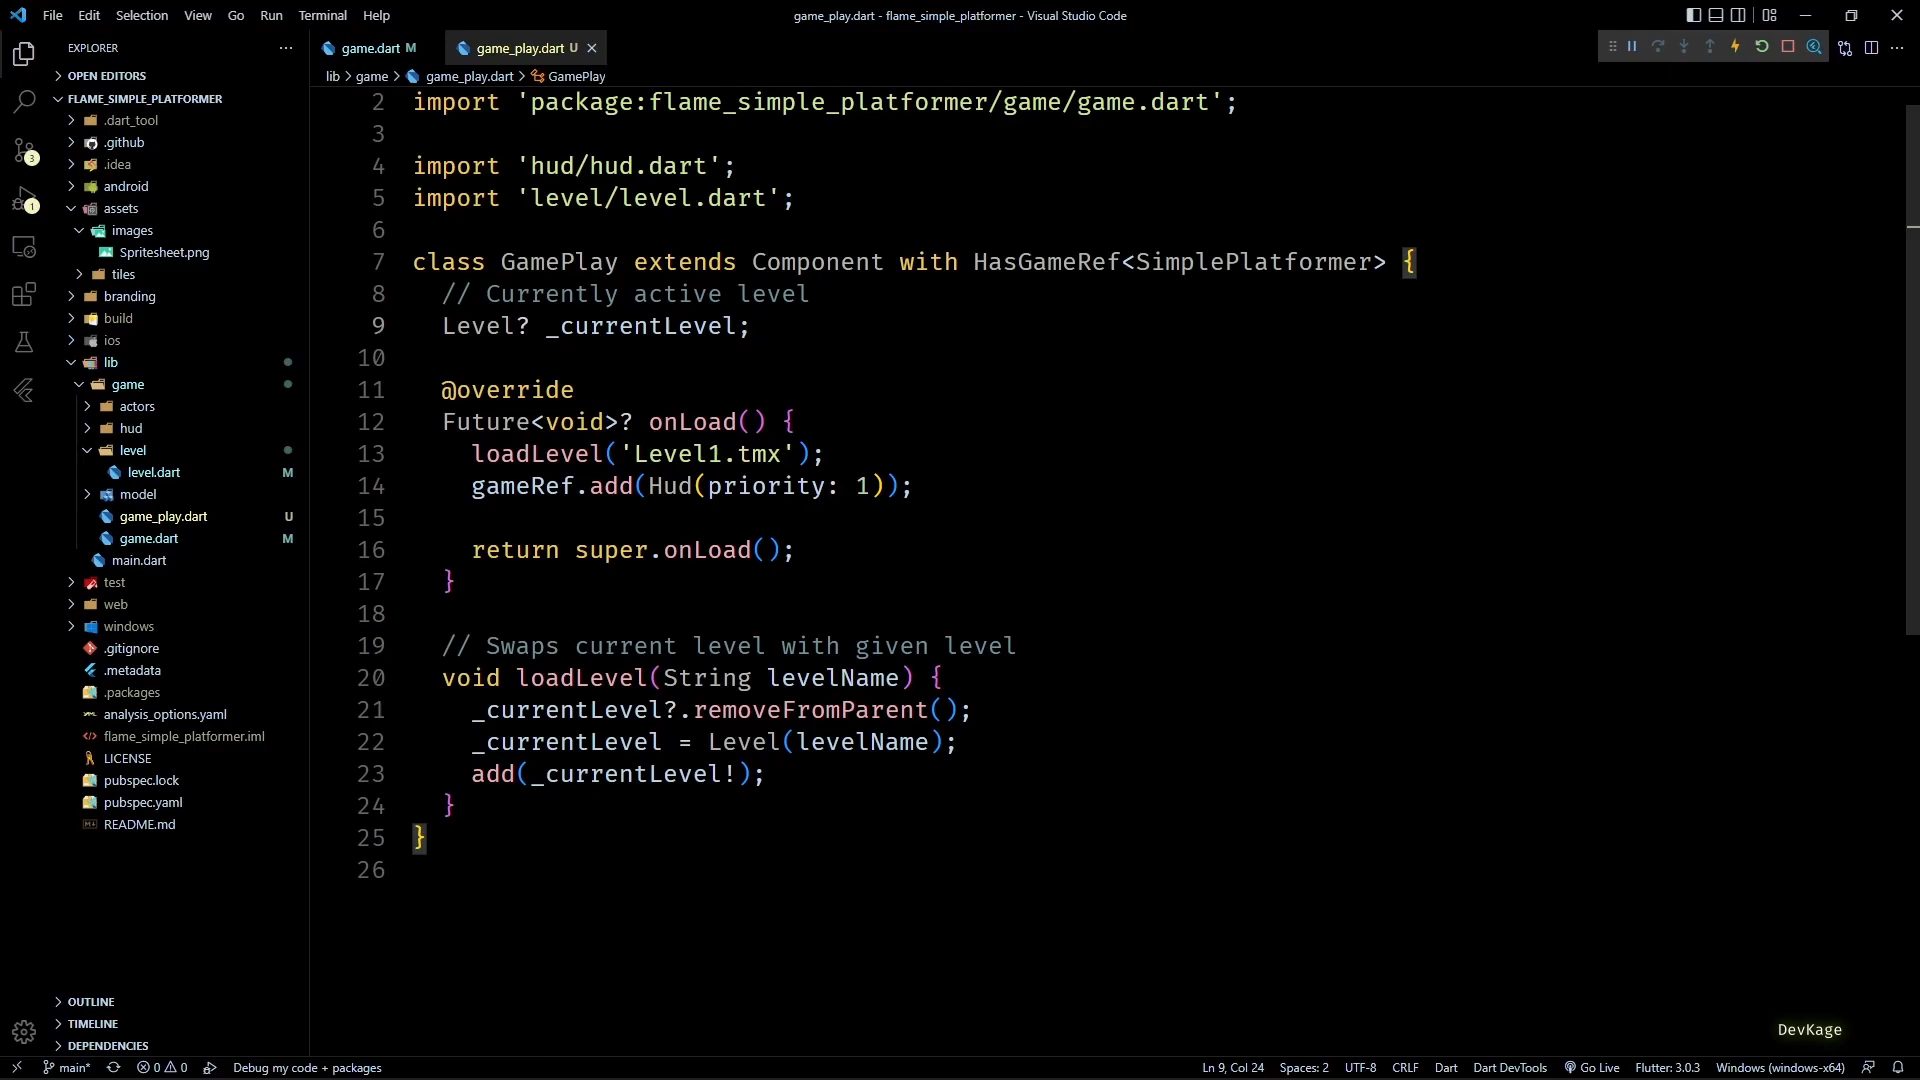 File Edit Selection View Go Run Terminal Help
game_play.dart - flame_simple_platformer - Visual Studio Code
EXPLORER
OPEN EDITORS
FLAME_SIMPLE_PLATFORMER
.dart_tool
.github
.idea
android
assets
images
Spritesheet.png
tiles
branding
build
ios
lib
game
actors
hud
level
level.dart M
model
game_play.dart U
game.dart M
main.dart
test
web
windows
.gitignore
.metadata
.packages
analysis_options.yaml
flame_simple_platformer.iml
LICENSE
pubspec.lock
pubspec.yaml
README.md
OUTLINE
TIMELINE
DEPENDENCIES
3
1
game.dart M
game_play.dart U
lib > game > game_play.dart > GamePlay
2 import 'package:flame_simple_platformer/game/game.dart';
3
4 import 'hud/hud.dart';
5 import 'level/level.dart';
6
7 class GamePlay extends Component with HasGameRef<SimplePlatformer> {
8 // Currently active level
9 Level? _currentLevel;
10
11 @override
12 Future<void>? onLoad() {
13 loadLevel('Level1.tmx');
14 gameRef.add(Hud(priority: 1));
15
16 return super.onLoad();
17 }
18
19 // Swaps current level with given level
20 void loadLevel(String levelName) {
21 _currentLevel?.removeFromParent();
22 _currentLevel = Level(levelName);
23 add(_currentLevel!);
24 }
25 }
26
DevKage
main* 0 0 Debug my code + packages
Ln 9, Col 24 Spaces: 2 UTF-8 CRLF Dart Dart DevTools Go Live Flutter: 3.0.3 Windows (windows-x64)